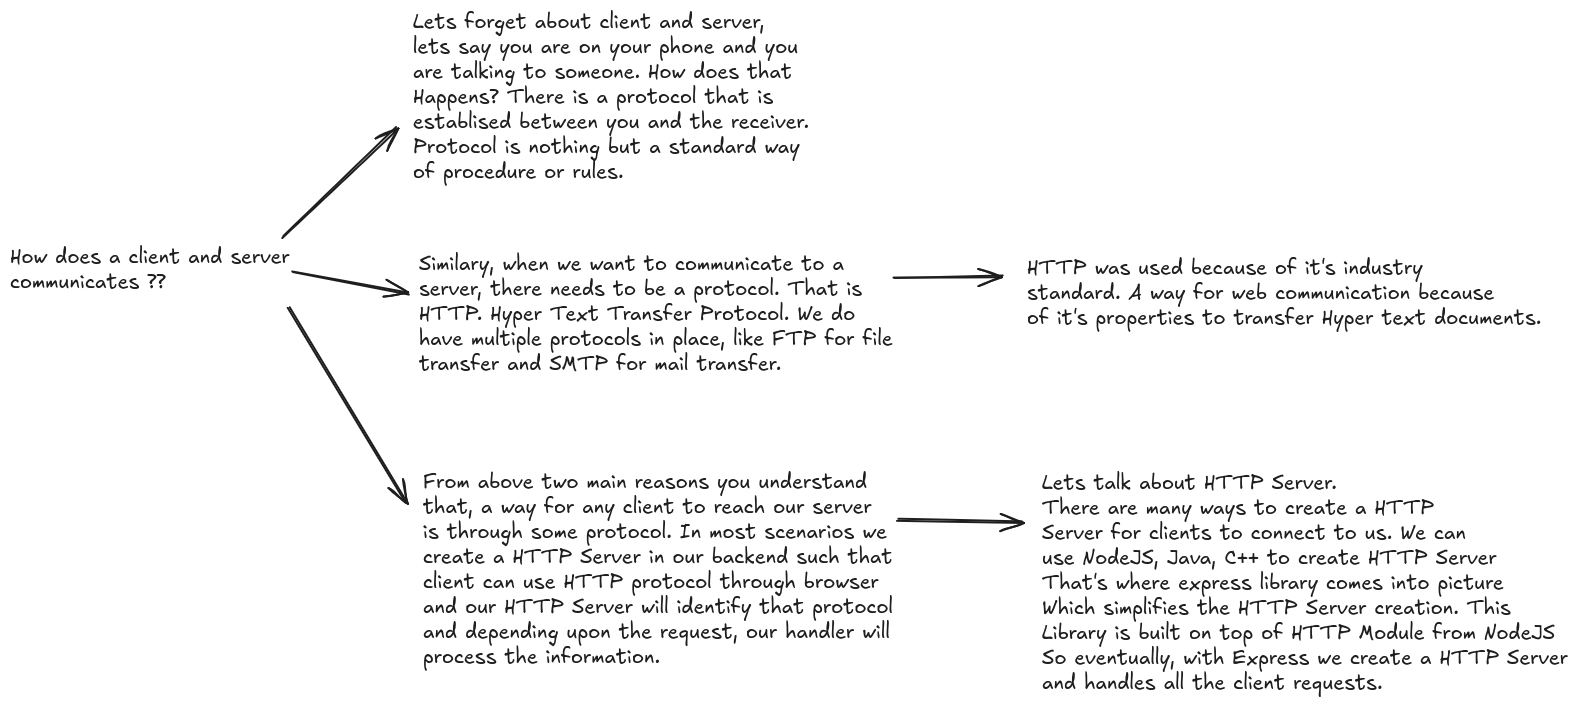 How does a client and server
communicates ??
Lets forget about client and server,
lets say you are on your phone and you
are talking to someone. How does that
Happens? There is a protocol that is
establised between you and the receiver.
Protocol is nothing but a standard way
of procedure or rules.
Similary, when we want to communicate to a
server, there needs to be a protocol. That is
HTTP. Hyper Text Transfer Protocol. We do
have multiple protocols in place, like FTP for file
transfer and SMTP for mail transfer.
HTTP was used because of it's industry
standard. A way for web communication because
of it's properties to transfer Hyper text documents.
From above two main reasons you understand
that, a way for any client to reach our server
is through some protocol. In most scenarios we
create a HTTP Server in our backend such that
client can use HTTP protocol through browser
and our HTTP Server will identify that protocol
and depending upon the request, our handler will
process the information.
Lets talk about HTTP Server.
There are many ways to create a HTTP
Server for clients to connect to us. We can
use NodeJS, Java, C++ to create HTTP Server
That's where express library comes into picture
Which simplifies the HTTP Server creation. This
Library is built on top of HTTP Module from NodeJS
So eventually, with Express we create a HTTP Server
and handles all the client requests.